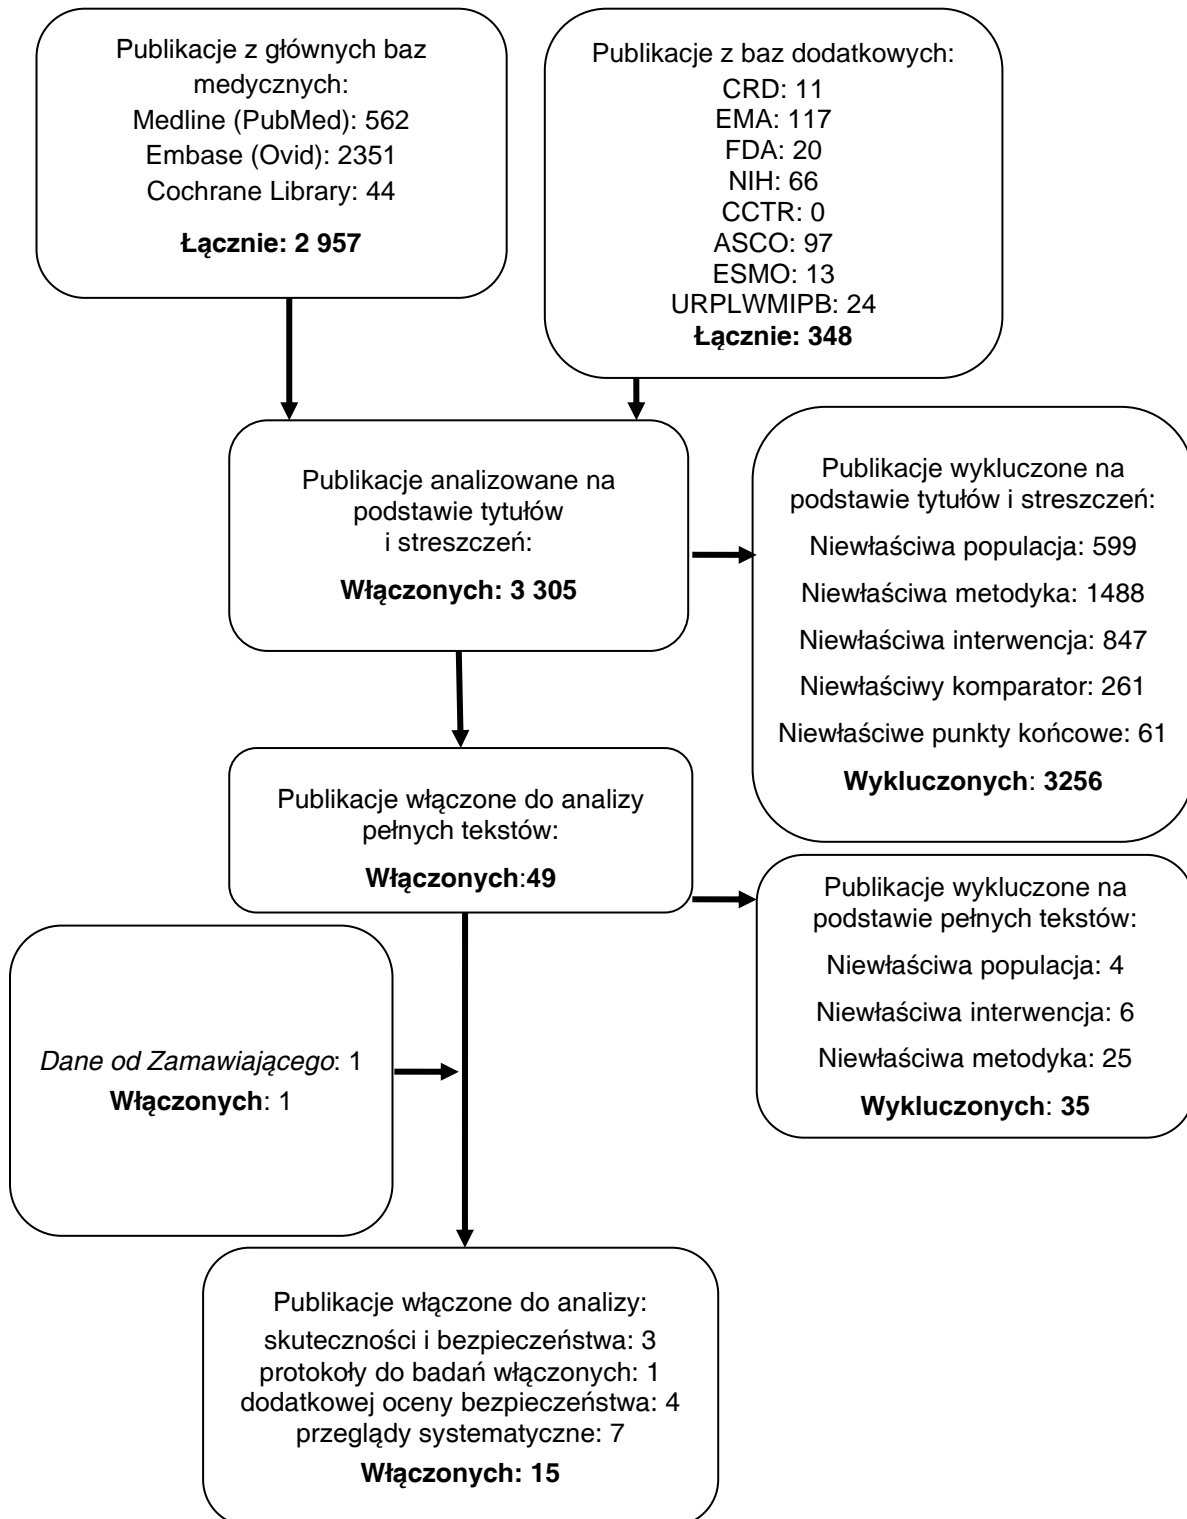 Publikacje z głównych baz
medycznych:
Medline (PubMed): 562
Embase (Ovid): 2351
Cochrane Library: 44
Łącznie: 2 957
Publikacje z baz dodatkowych:
CRD: 11
EMA: 117
FDA: 20
NIH: 66
CCTR: 0
ASCO: 97
ESMO: 13
URPLWMIPB: 24
Łącznie: 348
Publikacje analizowane na
podstawie tytułów
i streszczeń:
Włączonych: 3 305
Publikacje wykluczone na
podstawie tytułów i streszczeń:
Niewłaściwa populacja: 599
Niewłaściwa metodyka: 1488
Niewłaściwa interwencja: 847
Niewłaściwy komparator: 261
Niewłaściwe punkty końcowe: 61
Wykluczonych: 3256
Publikacje włączone do analizy
pełnych tekstów:
Włączonych:49
Publikacje wykluczone na
podstawie pełnych tekstów:
Niewłaściwa populacja: 4
Niewłaściwa interwencja: 6
Niewłaściwa metodyka: 25
Wykluczonych: 35
Dane od Zamawiającego: 1
Włączonych: 1
Publikacje włączone do analizy:
skuteczności i bezpieczeństwa: 3
protokoły do badań włączonych: 1
dodatkowej oceny bezpieczeństwa: 4
przeglądy systematyczne: 7
Włączonych: 15